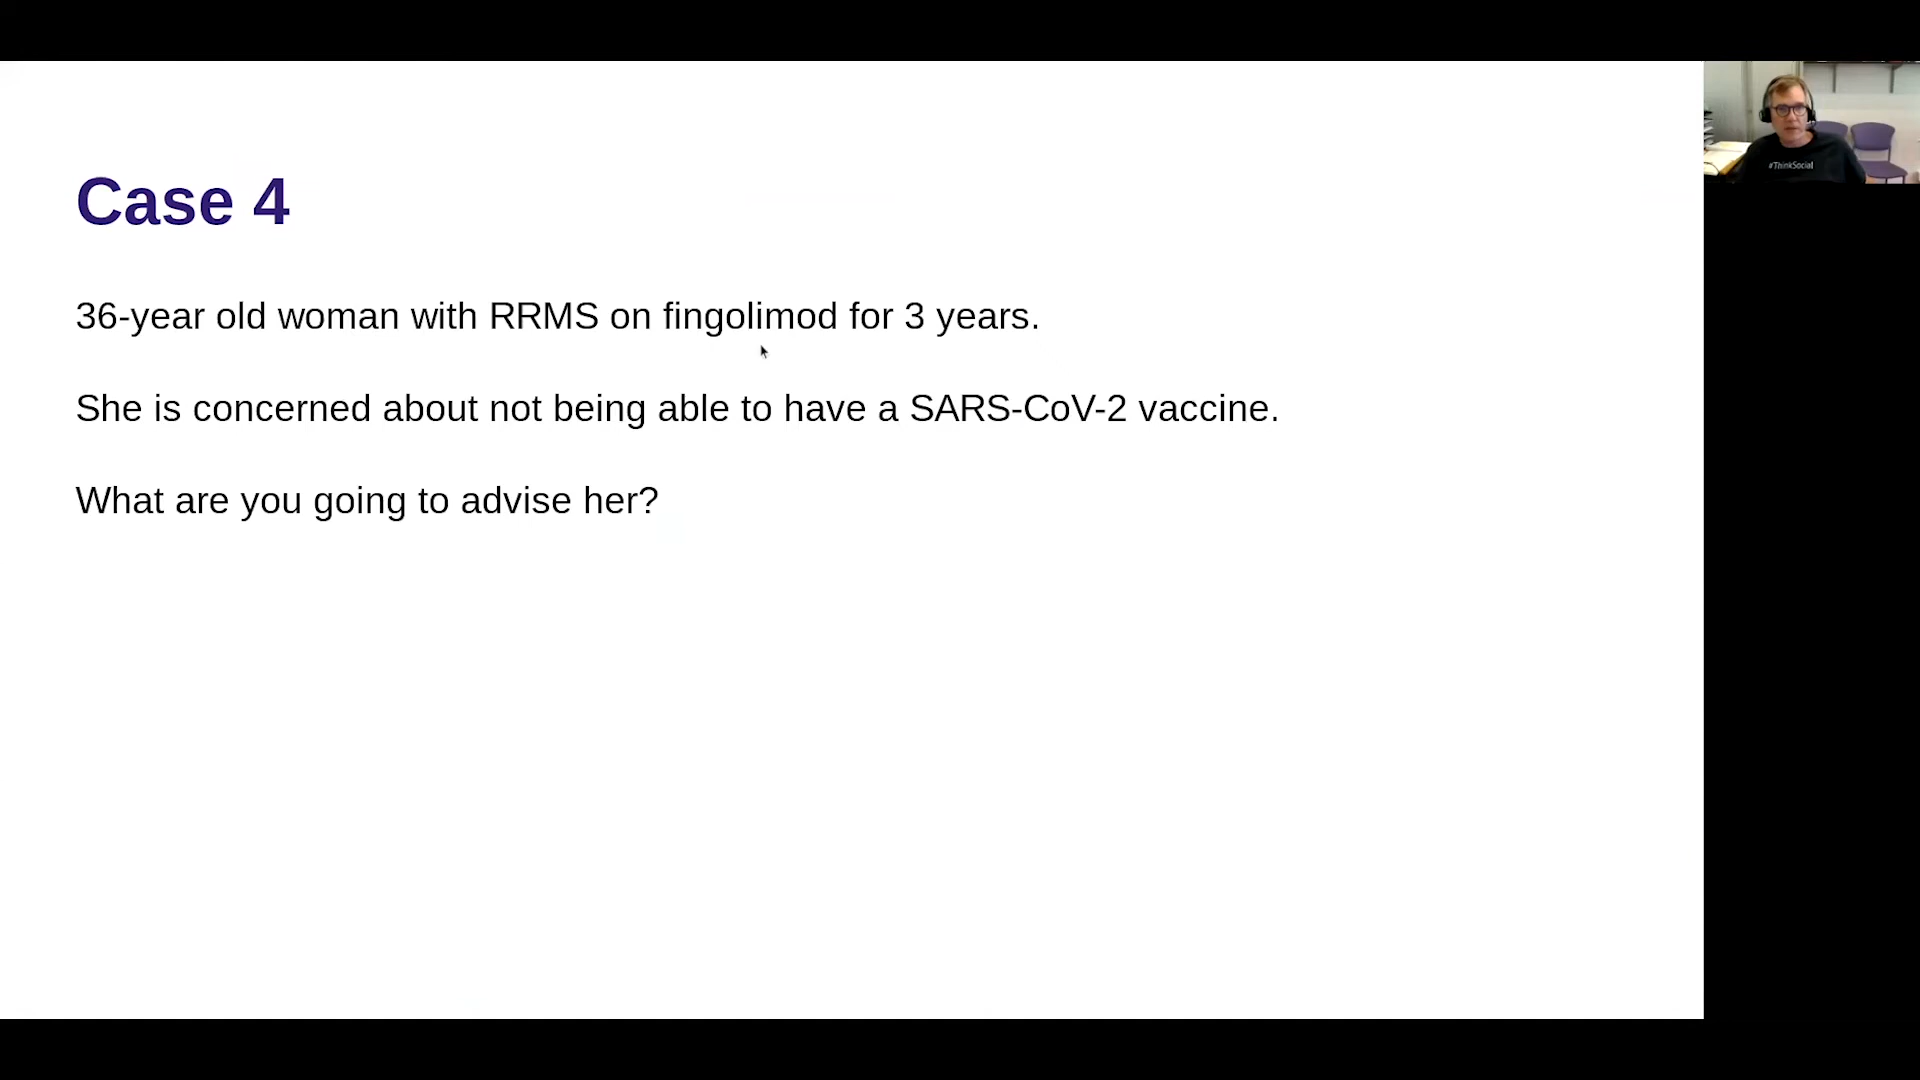 Case 4
36-year old woman with RRMS on fingolimod for 3 years.
She is concerned about not being able to have a SARS-CoV-2 vaccine.
What are you going to advise her?
#ThinkSocial